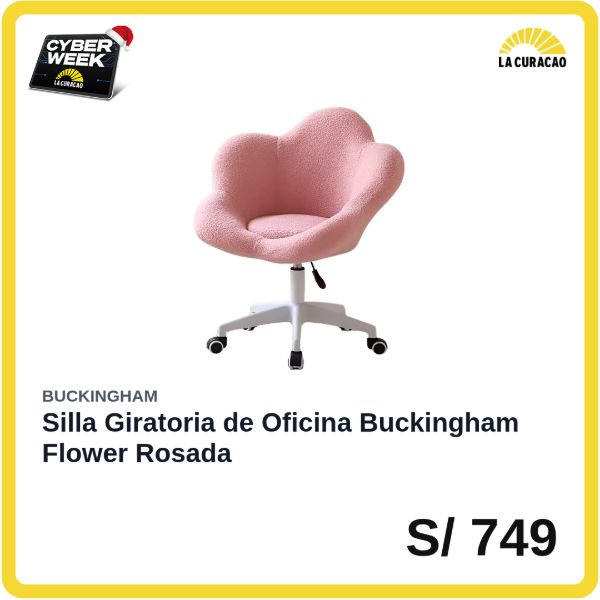 CYBER
WEEK
LA CURACAO
LA CURACAO
BUCKINGHAM
Silla Giratoria de Oficina Buckingham
Flower Rosada
S/ 749